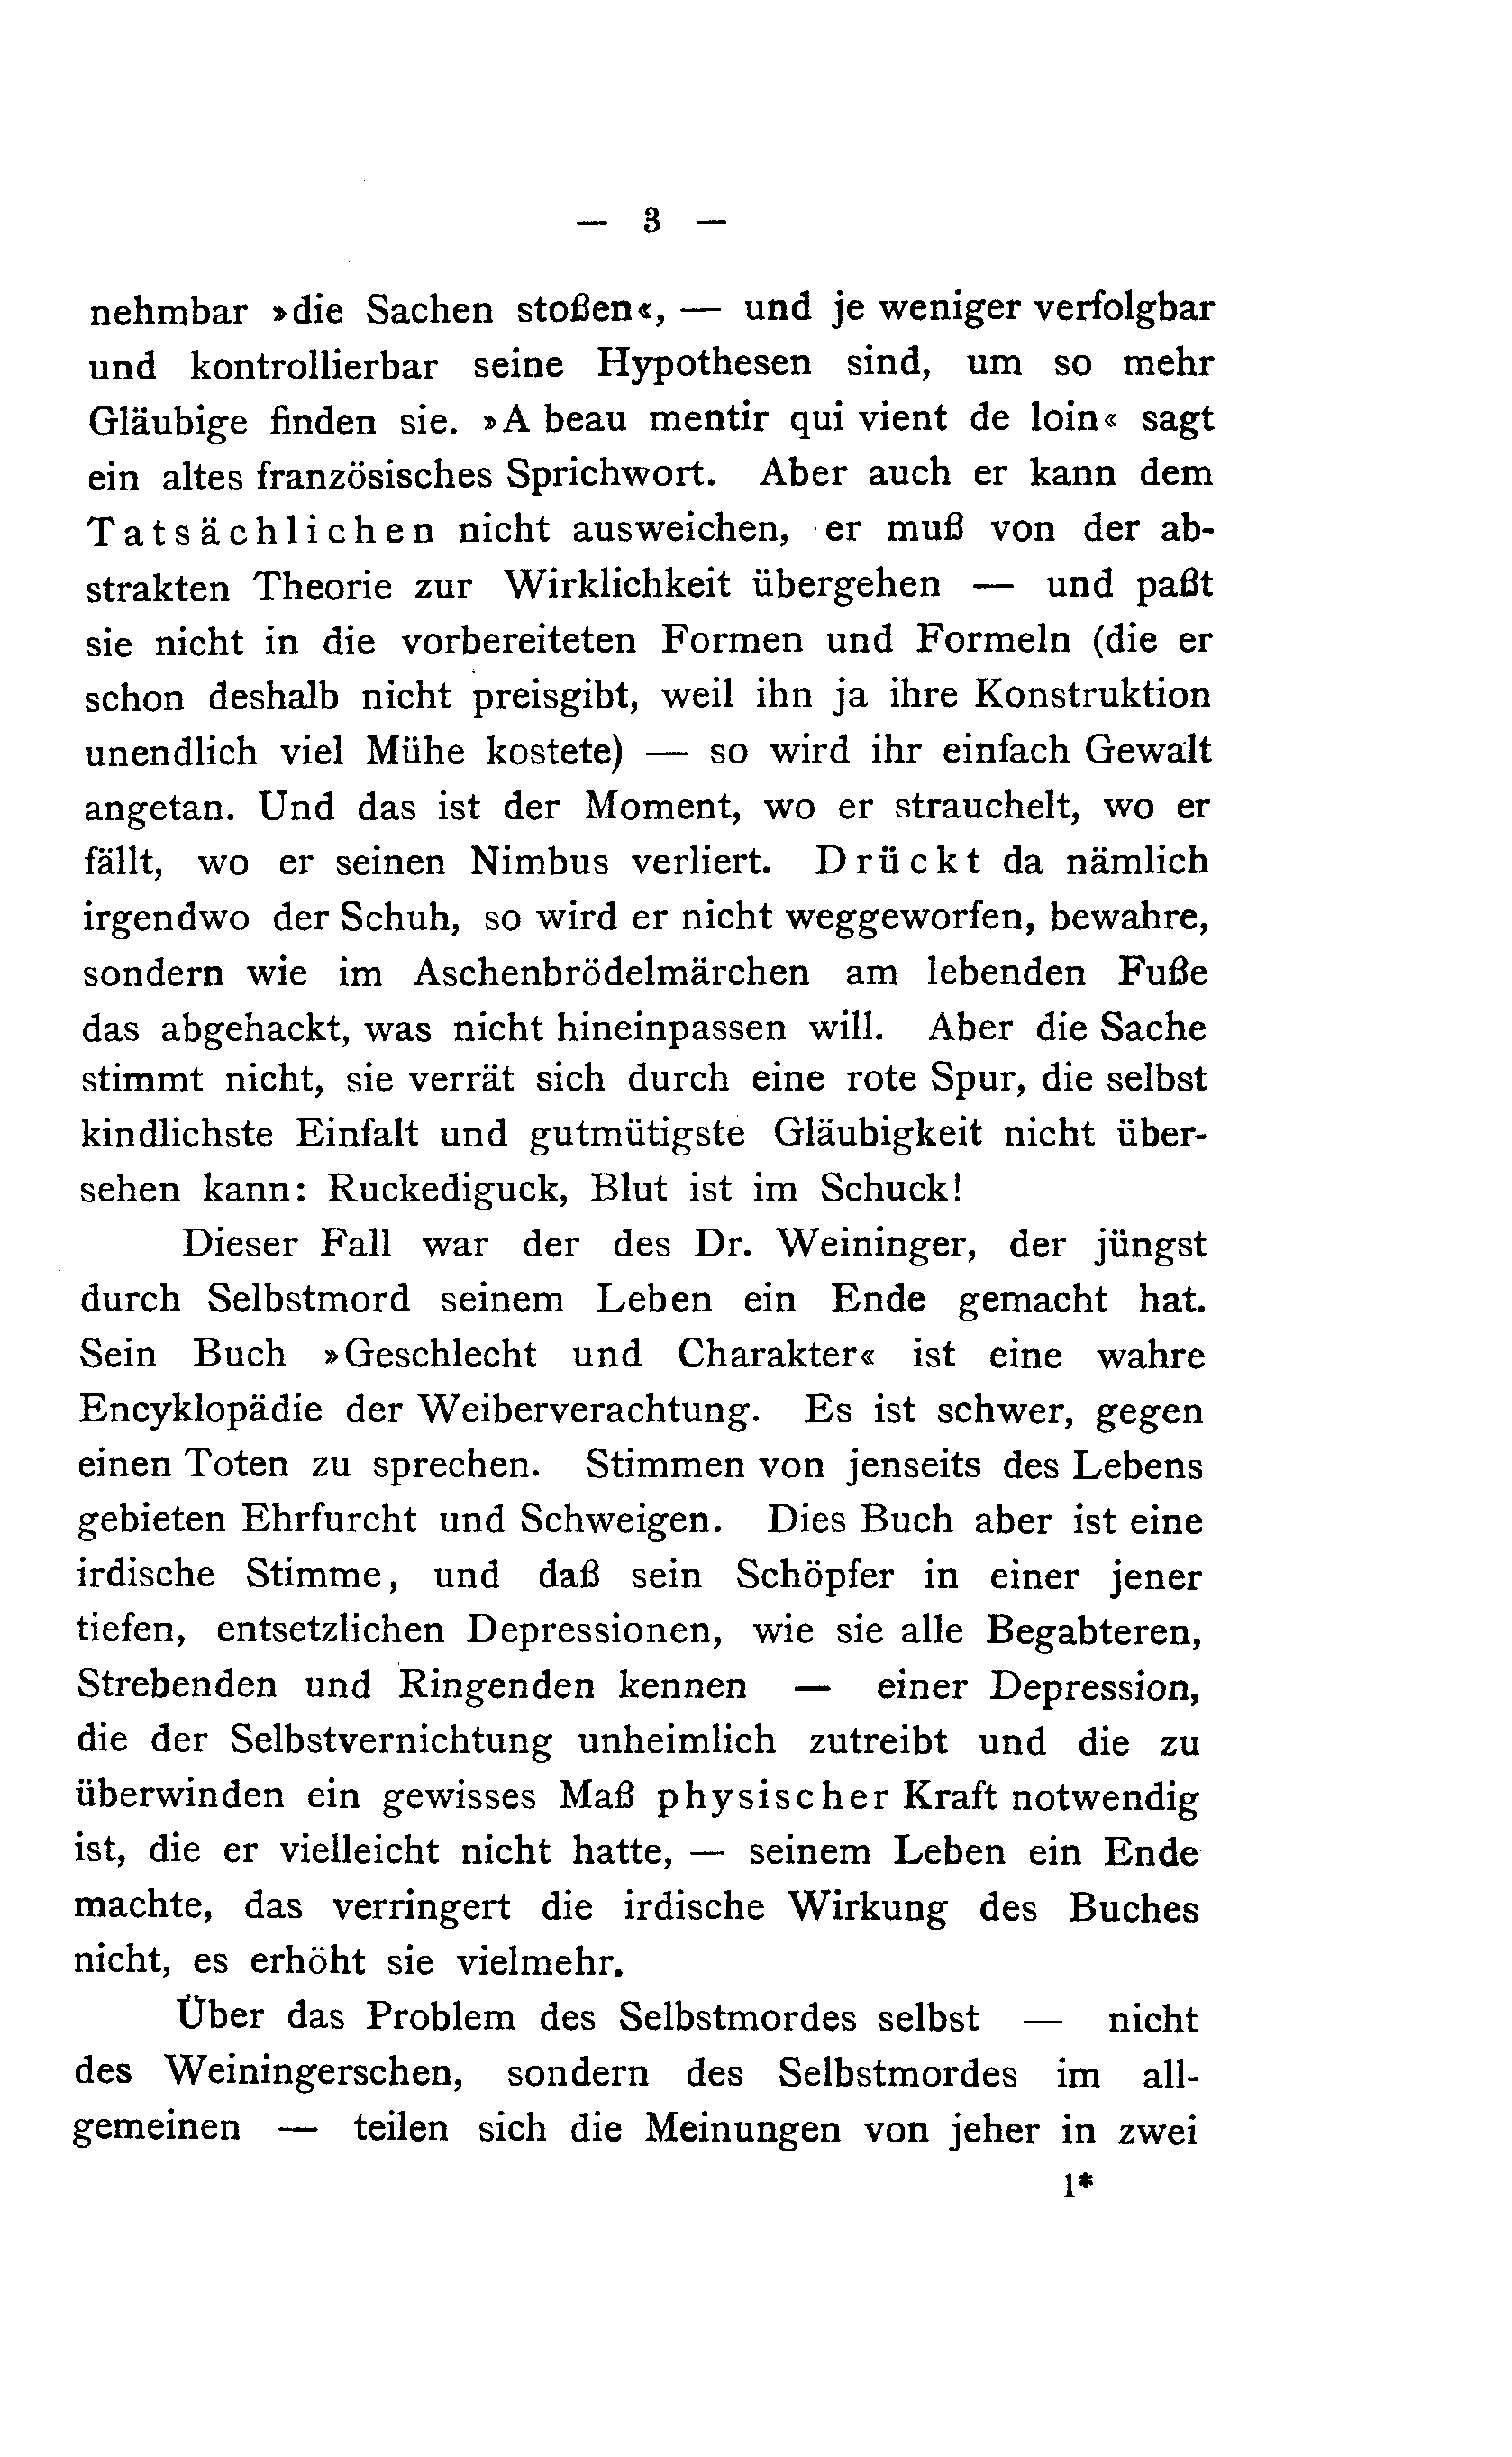 — 3 —
nehmbar »die Sachen stoßen«, — und je weniger verfolgbar
und kontrollierbar seine Hypothesen sind, um so mehr
Gläubige finden sie. »A beau mentir qui vient de loin« sagt
ein altes französisches Sprichwort. Aber auch er kann dem
Tatsächlichen nicht ausweichen, er muß von der ab-
strakten Theorie zur Wirklichkeit übergehen — und paßt
sie nicht in die vorbereiteten Formen und Formeln (die er
schon deshalb nicht preisgibt, weil ihn ja ihre Konstruktion
unendlich viel Mühe kostete) — so wird ihr einfach Gewalt
angetan. Und das ist der Moment, wo er strauchelt, wo er
fällt, wo er seinen Nimbus verliert. Drückt da nämlich
irgendwo der Schuh, so wird er nicht weggeworfen, bewahre,
sondern wie im Aschenbrödelmärchen am lebenden Fuße
das abgehackt, was nicht hineinpassen will. Aber die Sache
stimmt nicht, sie verrät sich durch eine rote Spur, die selbst
kindlichste Einfalt und gutmütigste Gläubigkeit nicht über-
sehen kann: Ruckediguck, Blut ist im Schuck!
Dieser Fall war der des Dr. Weininger, der jüngst
durch Selbstmord seinem Leben ein Ende gemacht hat.
Sein Buch »Geschlecht und Charakter« ist eine wahre
Encyklopädie der Weiberverachtung. Es ist schwer, gegen
einen Toten zu sprechen. Stimmen von jenseits des Lebens
gebieten Ehrfurcht und Schweigen. Dies Buch aber ist eine
irdische Stimme, und daß sein Schöpfer in einer jener
tiefen, entsetzlichen Depressionen, wie sie alle Begabteren,
Strebenden und Ringenden kennen — einer Depression,
die der Selbstvernichtung unheimlich zutreibt und die zu
überwinden ein gewisses Maß physischer Kraft notwendig
ist, die er vielleicht nicht hatte, — seinem Leben ein Ende
machte, das verringert die irdische Wirkung des Buches
nicht, es erhöht sie vielmehr.
Über das Problem des Selbstmordes selbst — nicht
des Weiningerschen, sondern des Selbstmordes im all-
gemeinen — teilen sich die Meinungen von jeher in zwei
1*